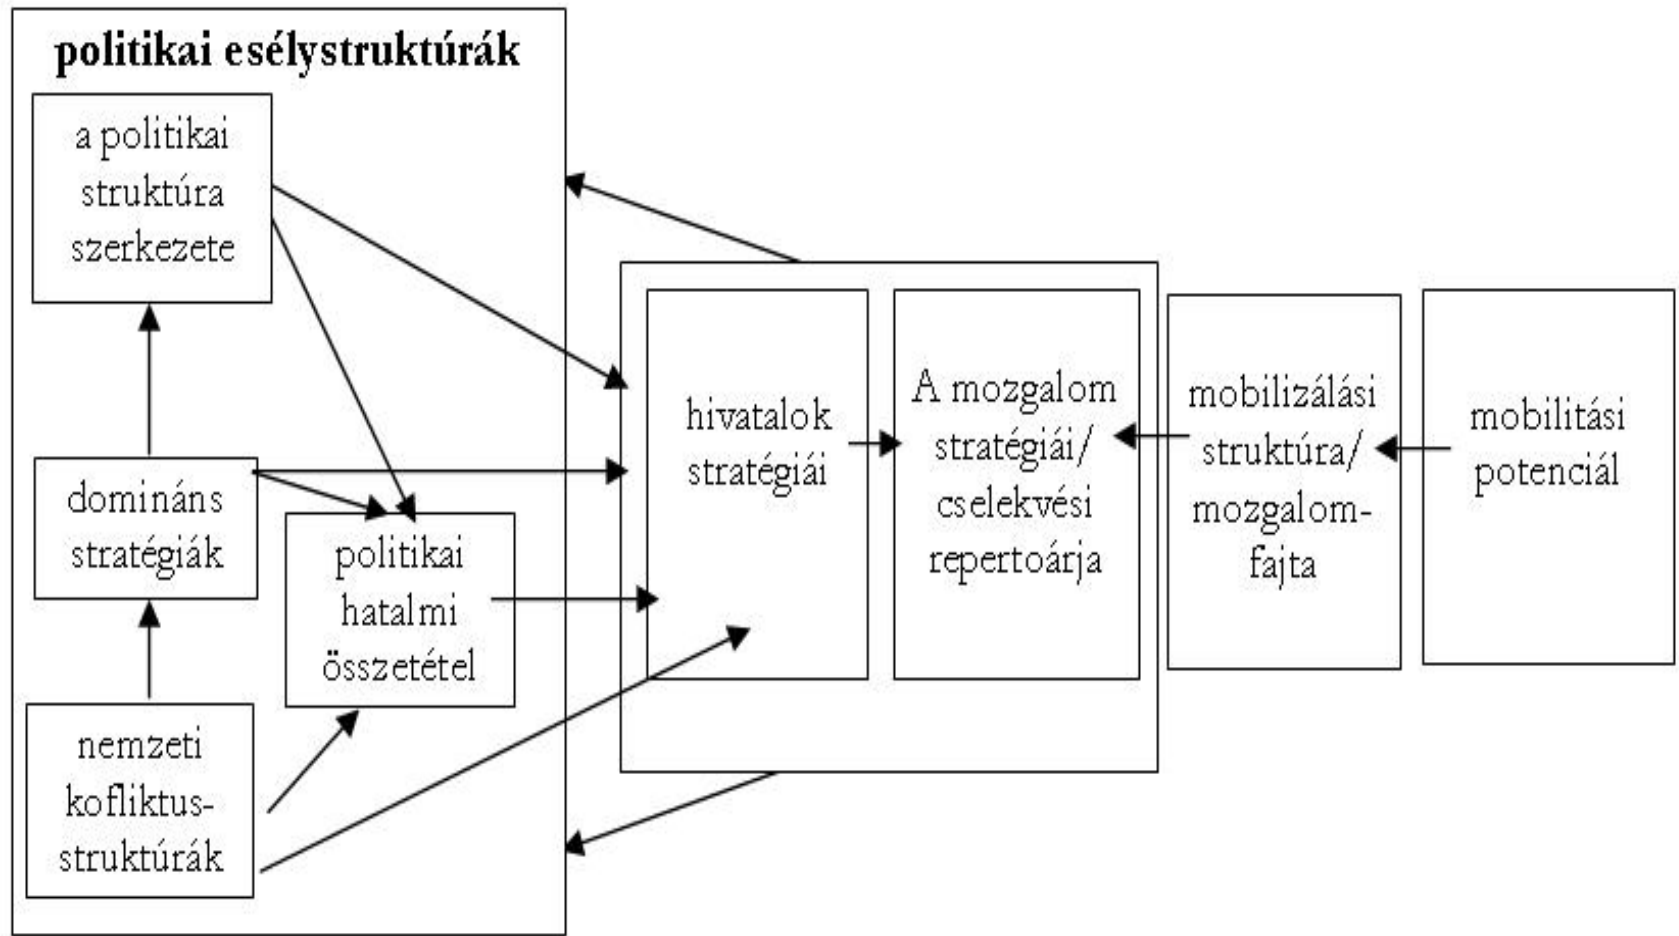 politikai esélystruktúrák
a politikai
struktúra
szerkezete
domináns
stratégiák
politikai
hatalmi
összetétel
nemzeti
kofliktus-
struktúrák
hivatalok
stratégiái
A mozgalom
stratégiái/
cselekvési
repertoárja
mobilizálási
struktúra/
mozgalom-
fajta
mobilitási
potenciál